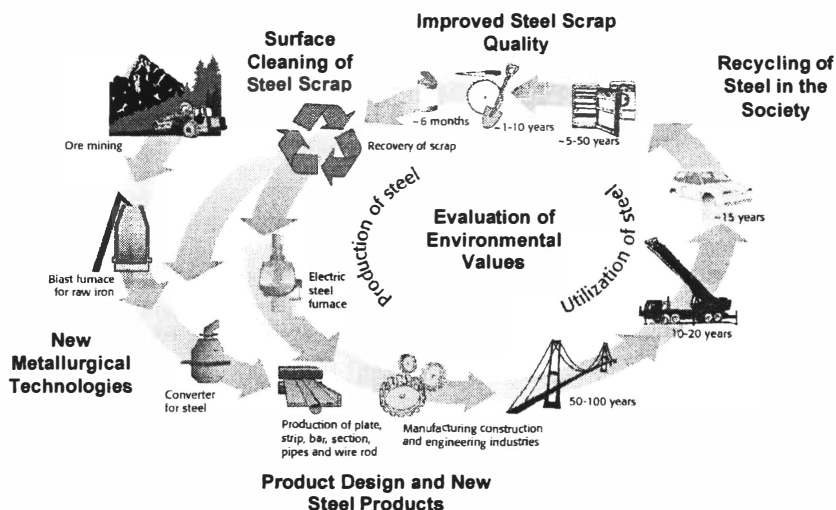 Improved Steel Scrap
Quality
Surface
Cleaning of
Steel Scrap
Recycling of
Steel in the
Society
Ore mining
Recovery of scrap
~6 months
~1-10 years
~5-50 years
~15 years
Production of steel
Evaluation of
Environmental
Values
Utilization of steel
Blast furnace
for raw iron
Electric
steel
furnace
10-20 years
New
Metallurgical
Technologies
Converter
for steel
50-100 years
Production of plate,
strip, bar, section,
pipes and wire rod
Manufacturing construction
and engineering industries
Product Design and New
Steel Products